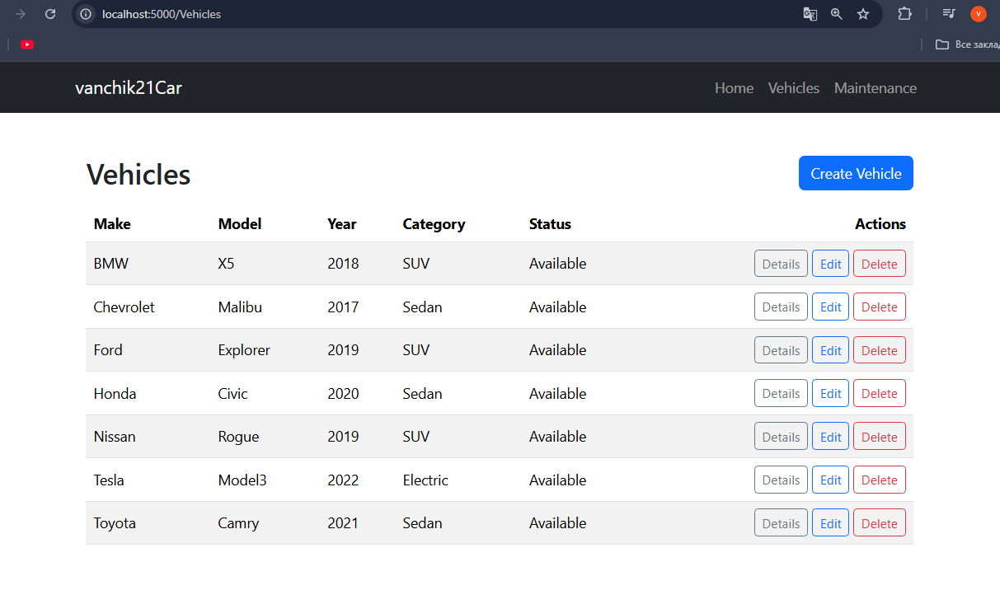 localhost:5000/Vehicles
V
Все заклад
vanchik21Car Home Vehicles Maintenance
Vehicles Create Vehicle
Make Model Year Category Status Actions
BMW X5 2018 SUV Available Details Edit Delete
Chevrolet Malibu 2017 Sedan Available Details Edit Delete
Ford Explorer 2019 SUV Available Details Edit Delete
Honda Civic 2020 Sedan Available Details Edit Delete
Nissan Rogue 2019 SUV Available Details Edit Delete
Tesla Model3 2022 Electric Available Details Edit Delete
Toyota Camry 2021 Sedan Available Details Edit Delete